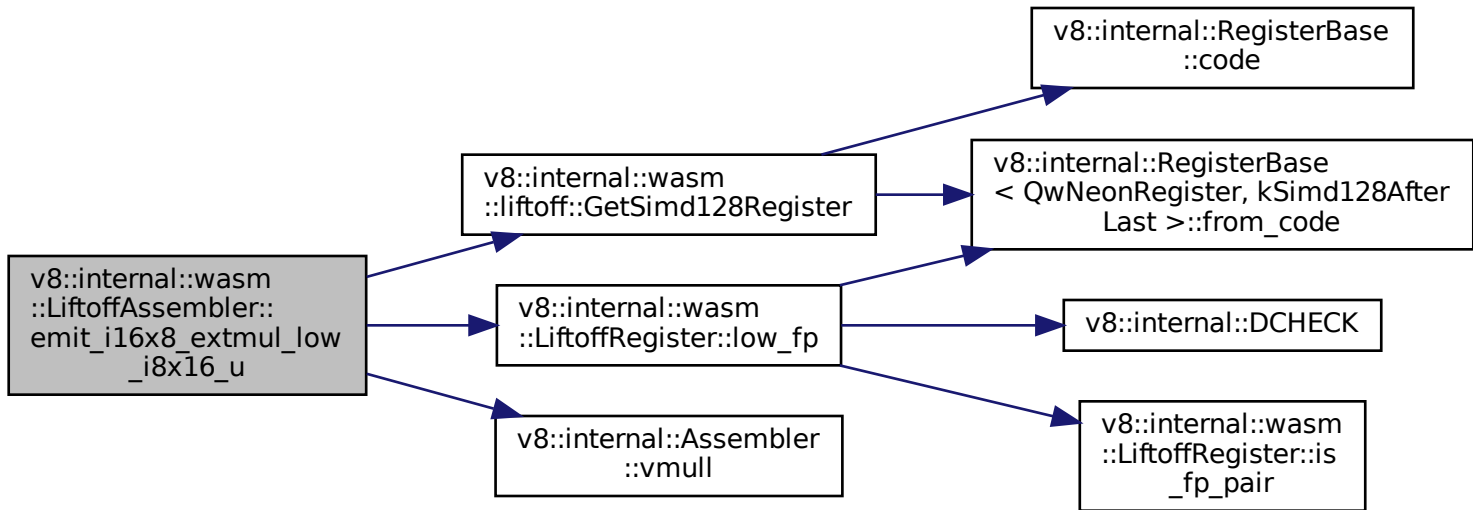 v8::internal::wasm
::LiftoffAssembler::
emit_i16x8_extmul_low
_i8x16_u
v8::internal::wasm
::liftoff::GetSimd128Register
v8::internal::wasm
::LiftoffRegister::low_fp
v8::internal::Assembler
::vmull
v8::internal::RegisterBase
::code
v8::internal::RegisterBase
< QwNeonRegister, kSimd128After
Last >::from_code
v8::internal::DCHECK
v8::internal::wasm
::LiftoffRegister::is
_fp_pair